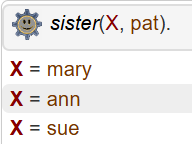 sister(X, pat).
X = mary
X = ann
X = sue